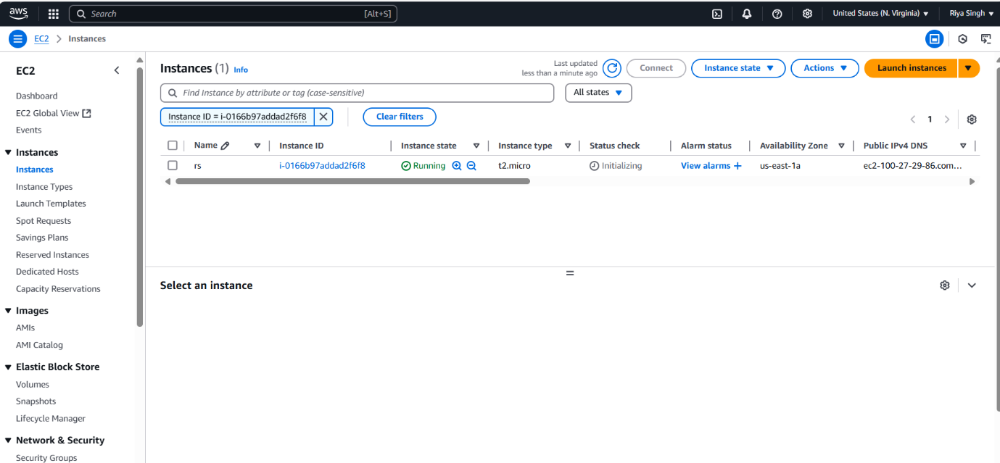 aws Search [Alt+S] United States (N. Virginia) Riya Singh
EC2 Instances
EC2
Dashboard
EC2 Global View
Events
Instances
Instances
Instance Types
Launch Templates
Spot Requests
Savings Plans
Reserved Instances
Dedicated Hosts
Capacity Reservations
Images
AMIs
AMI Catalog
Elastic Block Store
Volumes
Snapshots
Lifecycle Manager
Network & Security
Security Groups
Instances (1) Info
Last updated
less than a minute ago
Connect Instance state Actions Launch instances
Find Instance by attribute or tag (case-sensitive) All states
Instance ID = i-0166b97addad2f6f8 Clear filters
1
Name Instance ID Instance state Instance type Status check Alarm status Availability Zone Public IPv4 DNS
rs i-0166b97addad2f6f8 Running t2.micro Initializing View alarms + us-east-1a ec2-100-27-29-86.com...
Select an instance